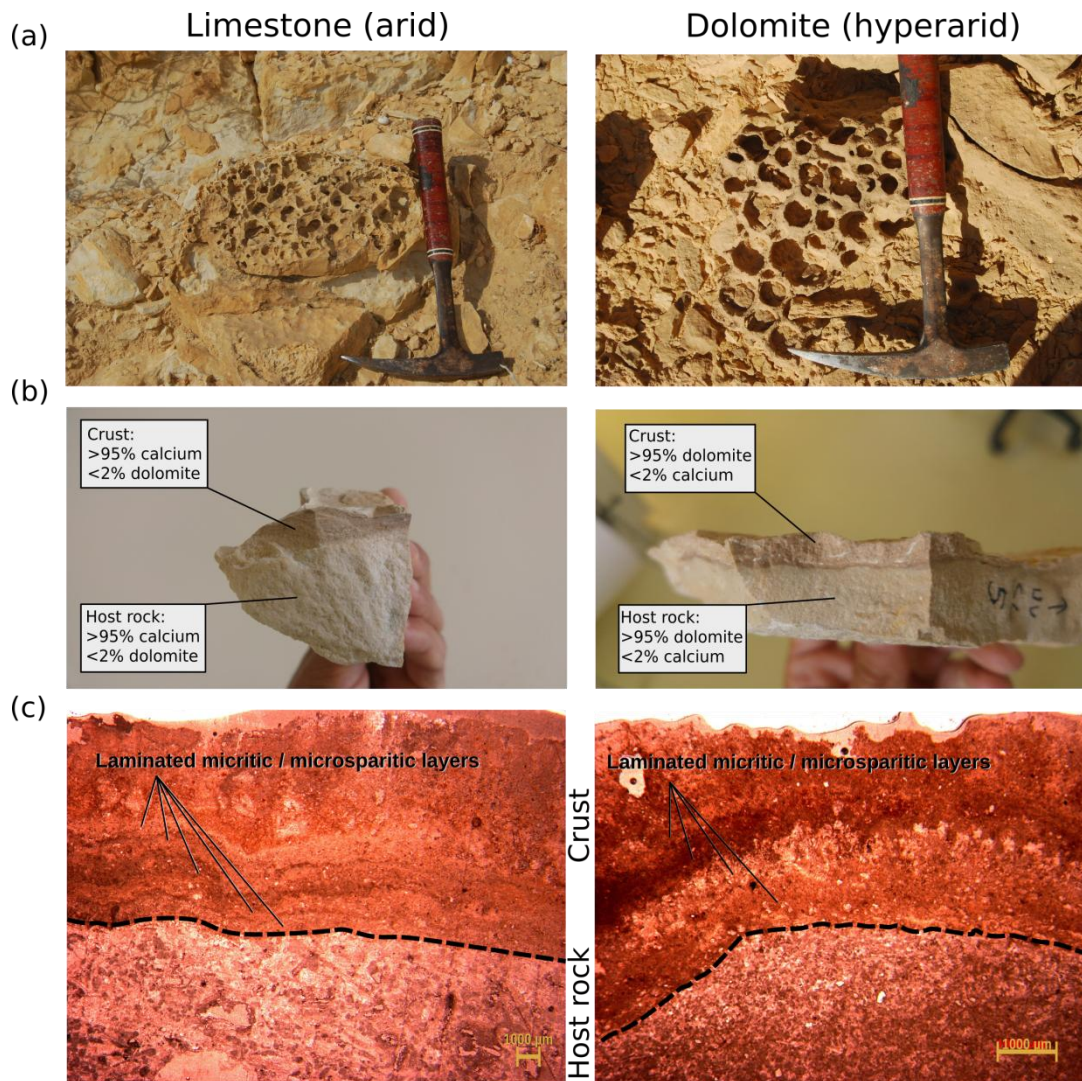 Limestone (arid)
Dolomite (hyperarid)
(a)
(b)
Crust:
>95% calcium
<2% dolomite
Host rock:
>95% calcium
<2% dolomite
Crust:
>95% dolomite
<2% calcium
Host rock:
>95% dolomite
<2% calcium
(c)
Laminated micritic / microsparitic layers
Laminated micritic / microsparitic layers
Crust
Host rock
1000 µm
1000 µm